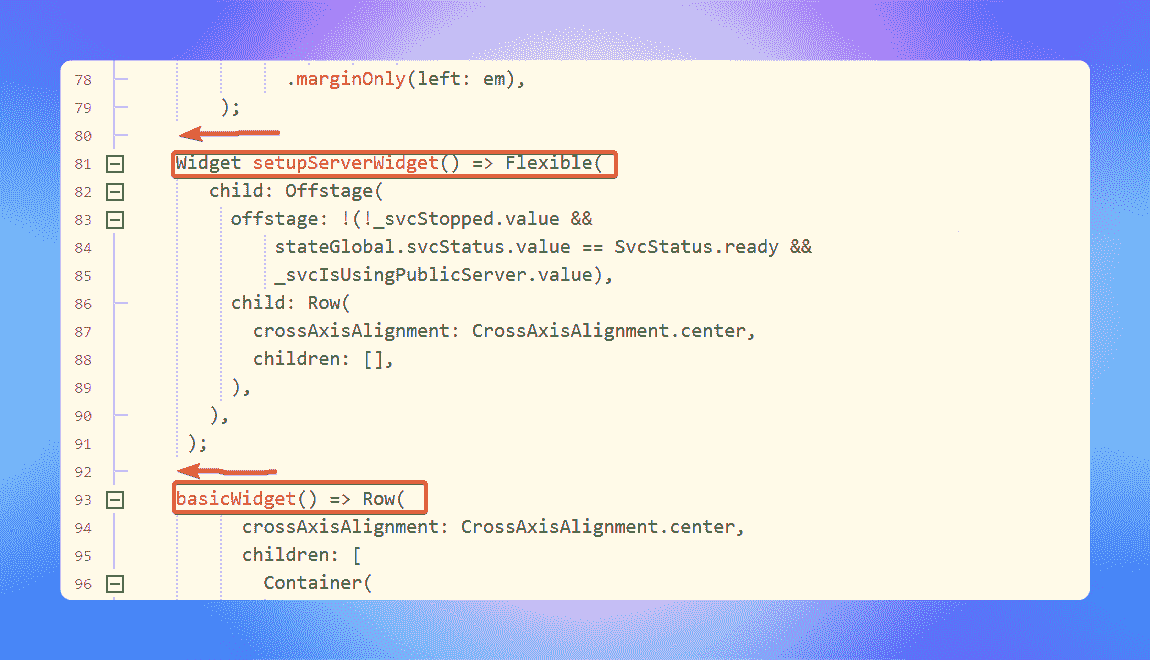 78 .marginOnly(left: em),
79 );
80
81 Widget setupServerWidget() => Flexible(
82 child: Offstage(
83 offstage: !(!_svcStopped.value &&
84 stateGlobal.svcStatus.value == SvcStatus.ready &&
85 _svcIsUsingPublicServer.value),
86 child: Row(
87 crossAxisAlignment: CrossAxisAlignment.center,
88 children: [],
89 ),
90 ),
91 );
92
93 basicWidget() => Row(
94 crossAxisAlignment: CrossAxisAlignment.center,
95 children: [
96 Container(